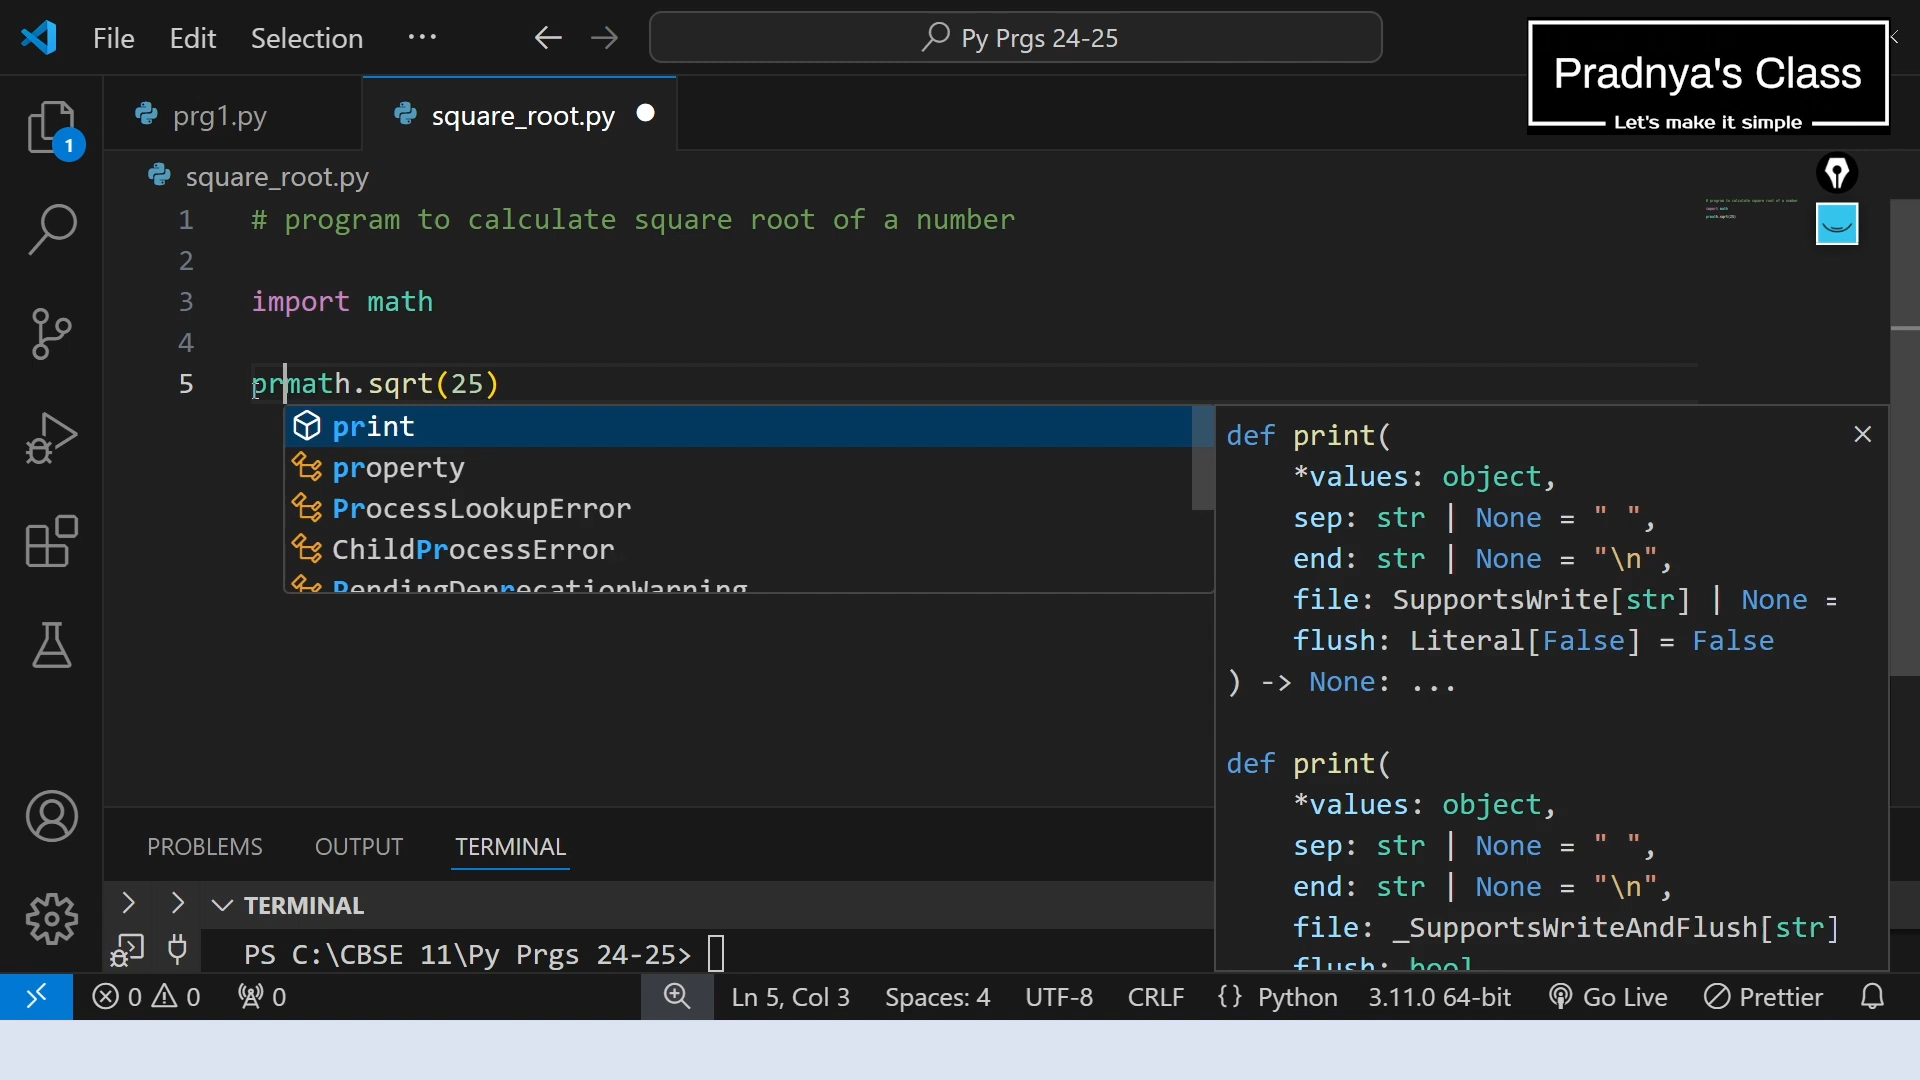 File Edit Selection ··· Py Prgs 24-25
Pradnya's Class
Let's make it simple
prg1.py square_root.py
square_root.py
1 # program to calculate square root of a number
2
3 import math
4
5 prmath.sqrt(25)
print
property
ProcessLookupError
ChildProcessError
PendingDeprecationWarning
def print(
*values: object,
sep: str | None = " ",
end: str | None = "\n",
file: SupportsWrite[str] | None =
flush: Literal[False] = False
) -> None: ...
def print(
*values: object,
sep: str | None = " ",
end: str | None = "\n",
file: _SupportsWriteAndFlush[str]
flush: bool
1
PROBLEMS OUTPUT TERMINAL
TERMINAL
PS C:\CBSE 11\Py Prgs 24-25>
0 0 0 Ln 5, Col 3 Spaces: 4 UTF-8 CRLF {} Python 3.11.0 64-bit Go Live Prettier